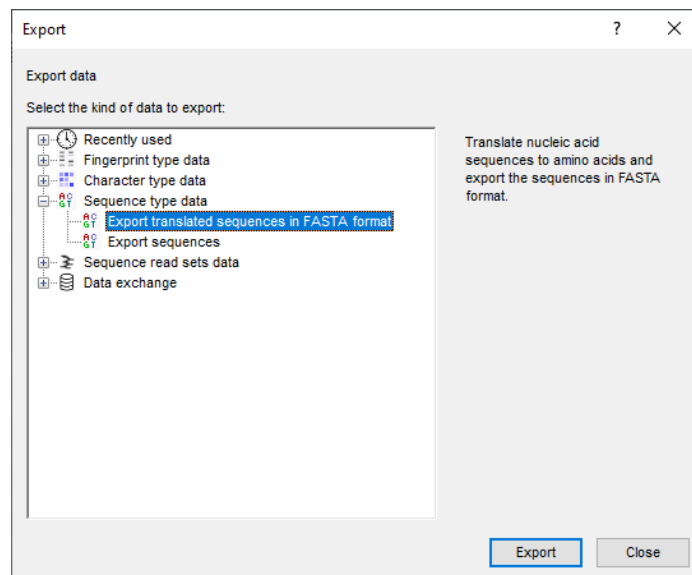 Export
?
Export data
Select the kind of data to export:
Recently used
Fingerprint type data
Character type data
Sequence type data
Export translated sequences in FASTA format
Export sequences
Sequence read sets data
Data exchange
Translate nucleic acid
sequences to amino acids and
export the sequences in FASTA
format.
Export
Close